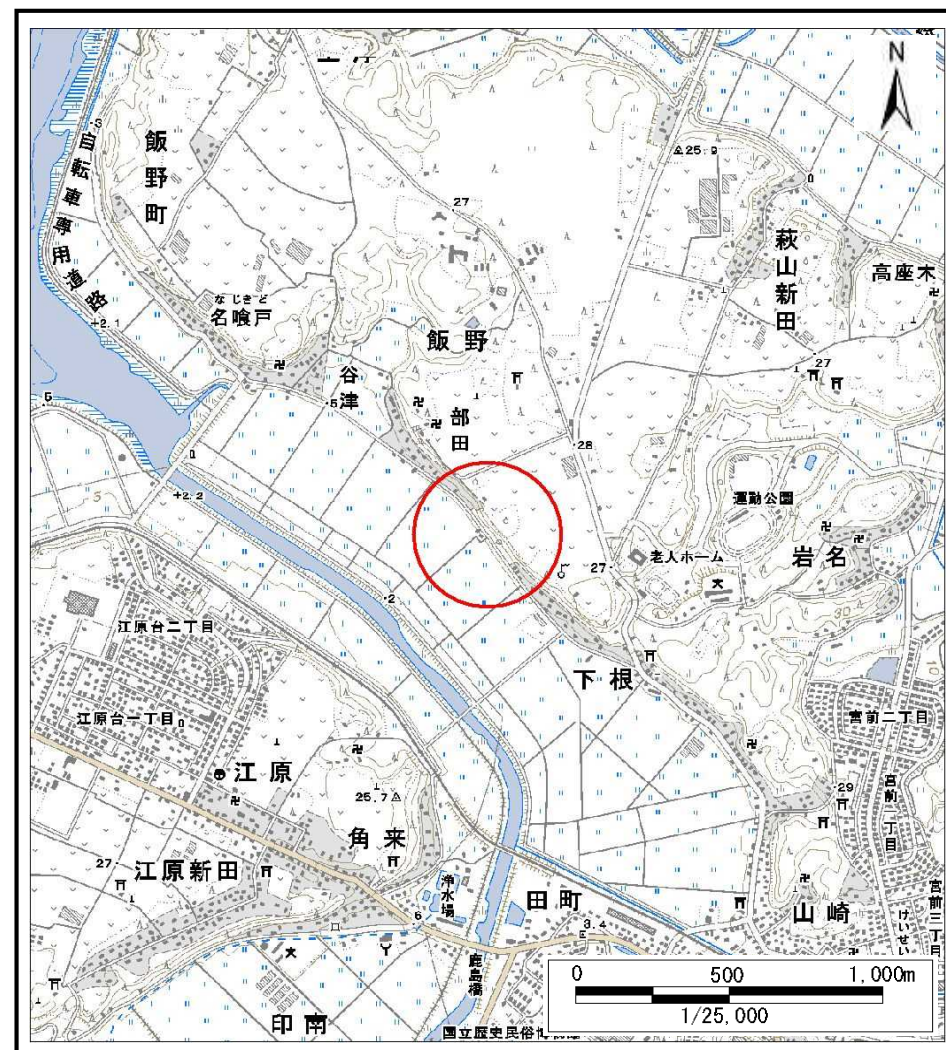 N
3
飯野町
自転車専用道路
27
25.9
萩山新田
高座木
なじきど
名喰戸
+2.1
飯野
谷津
部田
27
5
5
28
+2.2
運動公園
岩名
老人ホーム
27
2
江原台二丁目
下根
宮前二丁目
江原台一丁目
江原
宮前一丁目
29
25.7
角来
27
江原新田
浄水場
田町
山崎
宮前三丁目
けいせい
6
3.4
鹿島橋
印南
国立歴史民俗
0 500 1,000m
1/25,000